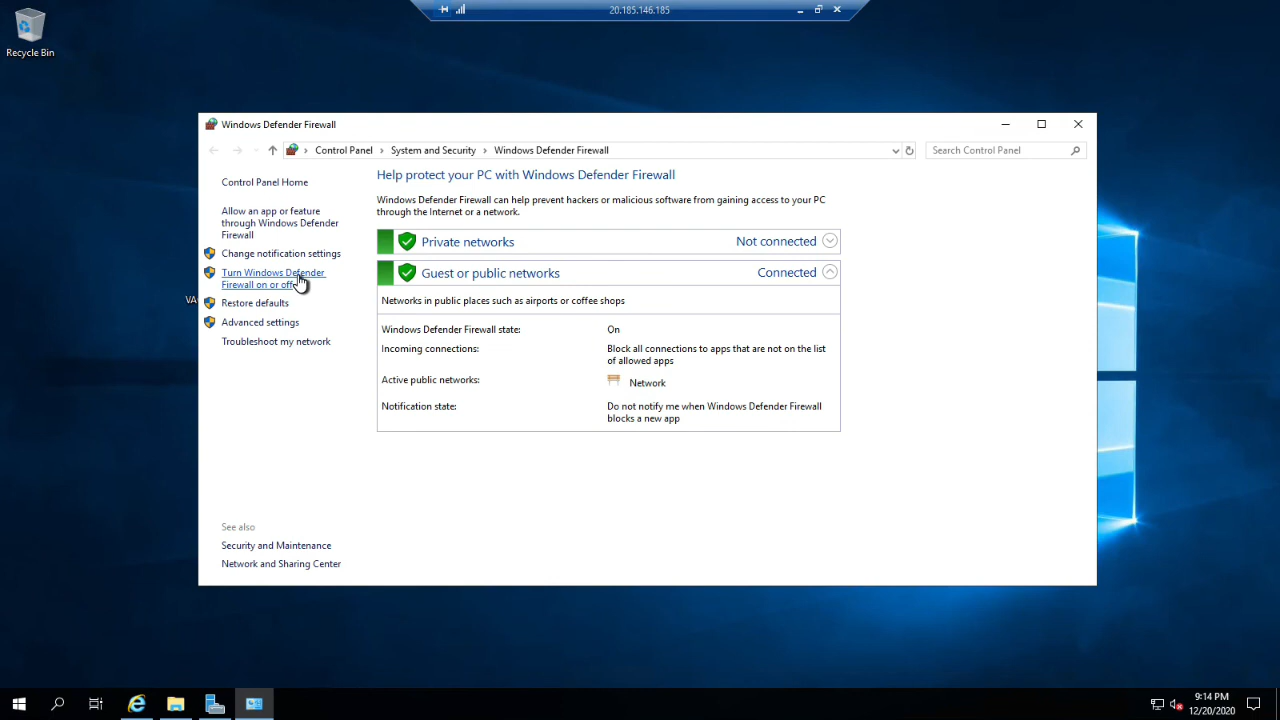 20.185.146.185
Recycle Bin
Windows Defender Firewall
Control Panel › System and Security › Windows Defender Firewall
Search Control Panel
Control Panel Home
Allow an app or feature
through Windows Defender
Firewall
Change notification settings
Turn Windows Defender
Firewall on or off
Restore defaults
Advanced settings
Troubleshoot my network
Help protect your PC with Windows Defender Firewall
Windows Defender Firewall can help prevent hackers or malicious software from gaining access to your PC
through the Internet or a network.
Private networks Not connected
Guest or public networks Connected
Networks in public places such as airports or coffee shops
Windows Defender Firewall state: On
Incoming connections: Block all connections to apps that are not on the list
of allowed apps
Active public networks: Network
Notification state: Do not notify me when Windows Defender Firewall
blocks a new app
See also
Security and Maintenance
Network and Sharing Center
9:14 PM
12/20/2020